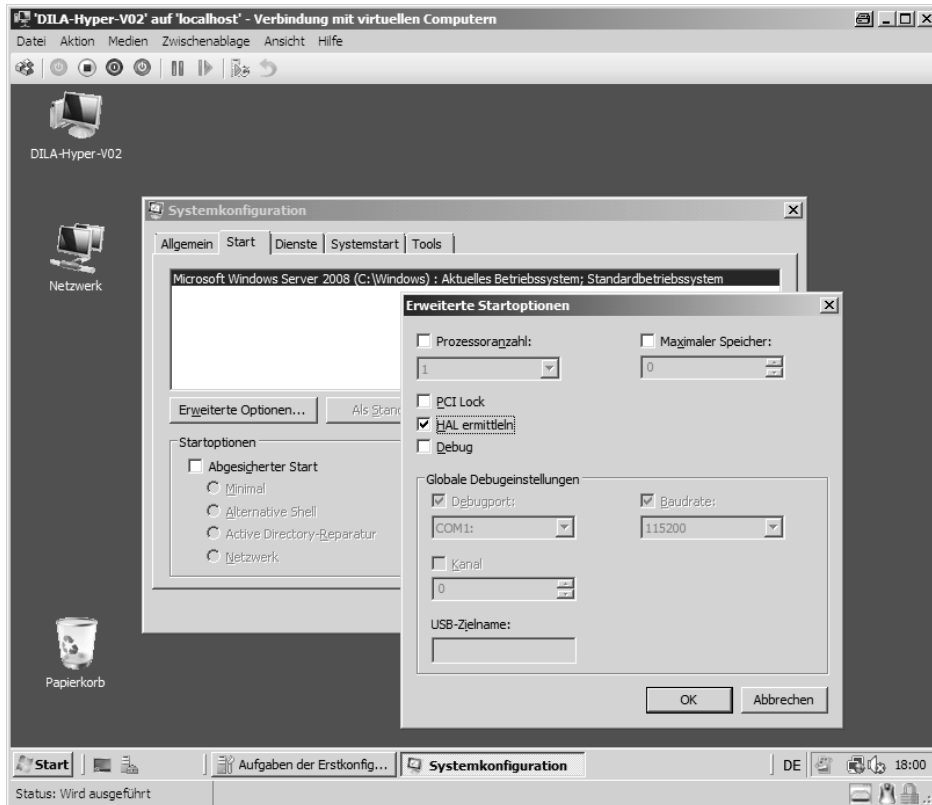 'DILA-Hyper-V02' auf 'localhost' - Verbindung mit virtuellen Computern
Datei Aktion Medien Zwischenablage Ansicht Hilfe
DILA-Hyper-V02
Netzwerk
Papierkorb
Systemkonfiguration
Allgemein Start Dienste Systemstart Tools
Microsoft Windows Server 2008 (C:\Windows) : Aktuelles Betriebssystem; Standardbetriebssystem
Erweiterte Optionen... Als Stan
Startoptionen
Abgesicherter Start
Minimal
Alternative Shell
Active Directory-Reparatur
Netzwerk
Erweiterte Startoptionen
Prozessoranzahl: Maximaler Speicher:
1 0
PCI Lock
HAL ermitteln
Debug
Globale Debugeinstellungen
Debugport: Baudrate:
COM1: 115200
Kanal
0
USB-Zielname:
OK Abbrechen
Start Aufgaben der Erstkonfig... Systemkonfiguration DE 18:00
Status: Wird ausgeführt